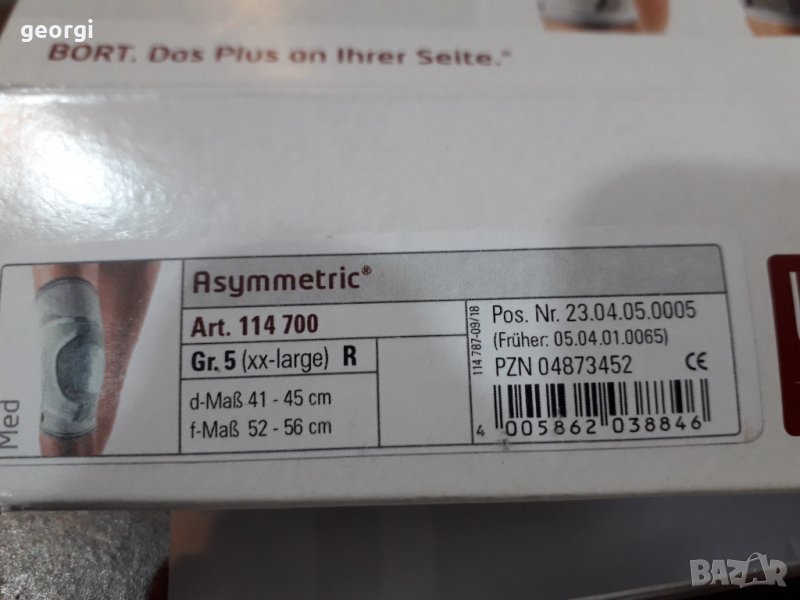 georgi
BORT. Das Plus an Ihrer Seite.®
Asymmetric®
Art. 114 700
Gr. 5 (xx-large) R
d-Maß 41 - 45 cm
f-Maß 52 - 56 cm
114 787-09/18
Pos. Nr. 23.04.05.0005
(Früher: 05.04.01.0065)
PZN 04873452 CE
4 005862 038846
Med
BAZAR